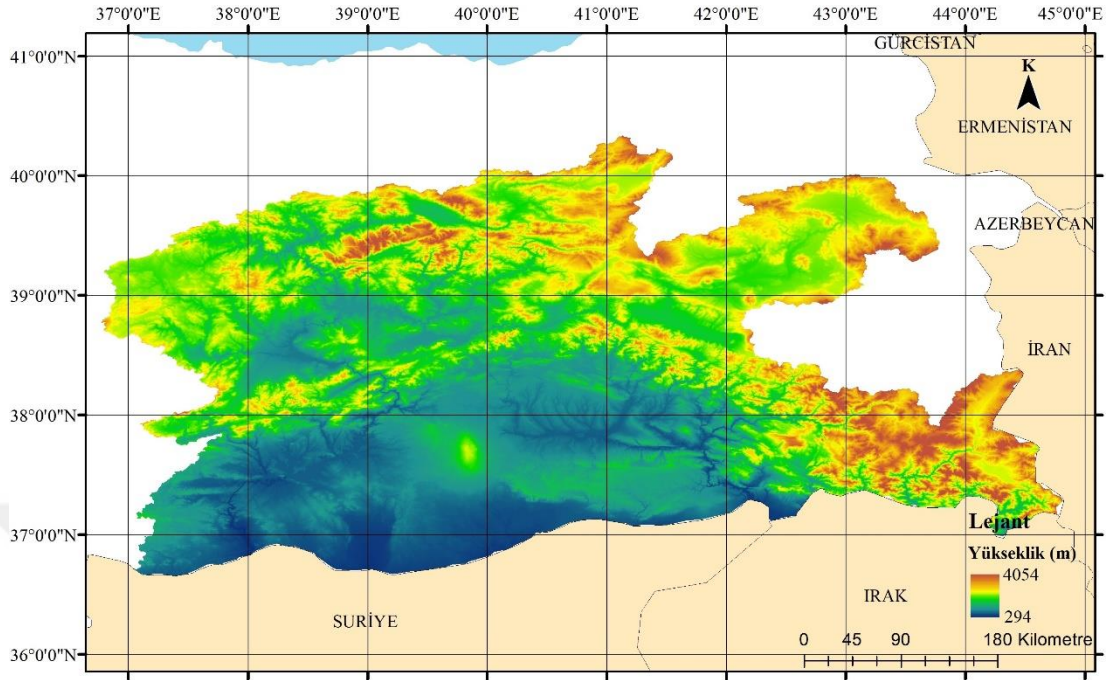 37°0'0"E 38°0'0"E 39°0'0"E 40°0'0"E 41°0'0"E 42°0'0"E 43°0'0"E 44°0'0"E 45°0'0"E
41°0'0"N
GÜRCİSTAN
K
ERMENİSTAN
40°0'0"N
AZERBEYCAN
39°0'0"N
İRAN
38°0'0"N
37°0'0"N
Lejant
Yükseklik (m)
4054
294
SURİYE
IRAK
0 45 90 180 Kilometre
36°0'0"N